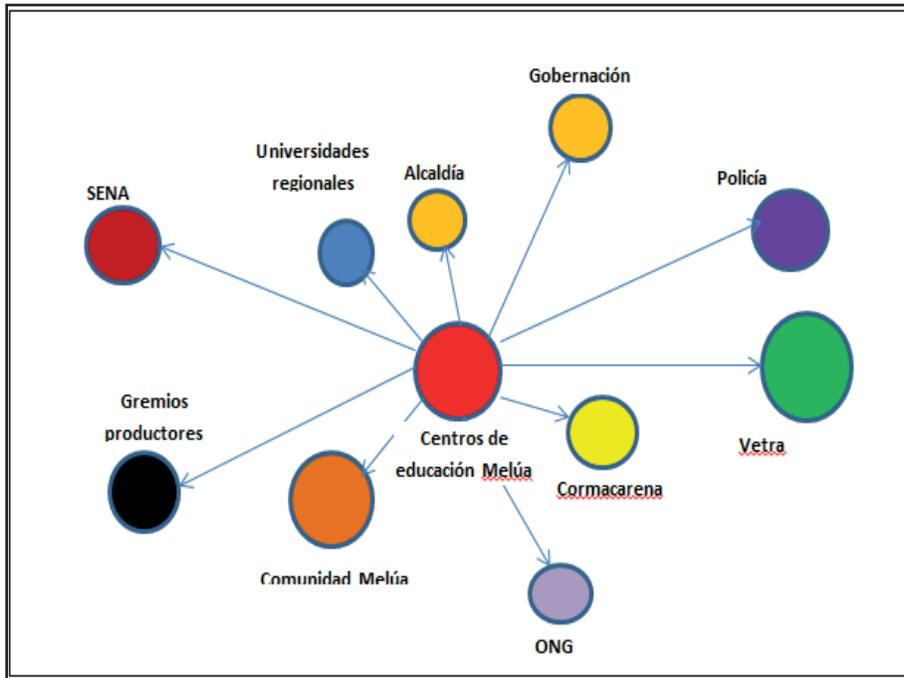 Gobernación
Universidades
regionales
Alcaldía
Policía
SENA
Gremios
productores
Centros de
educación Melúa
Vetra
Cormacarena
Comunidad Melúa
ONG